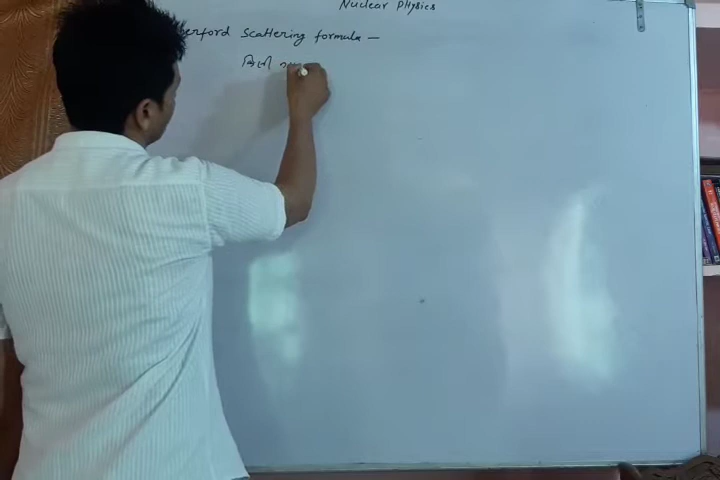 Nuclear Physics
erford Scattering formula —
किसी